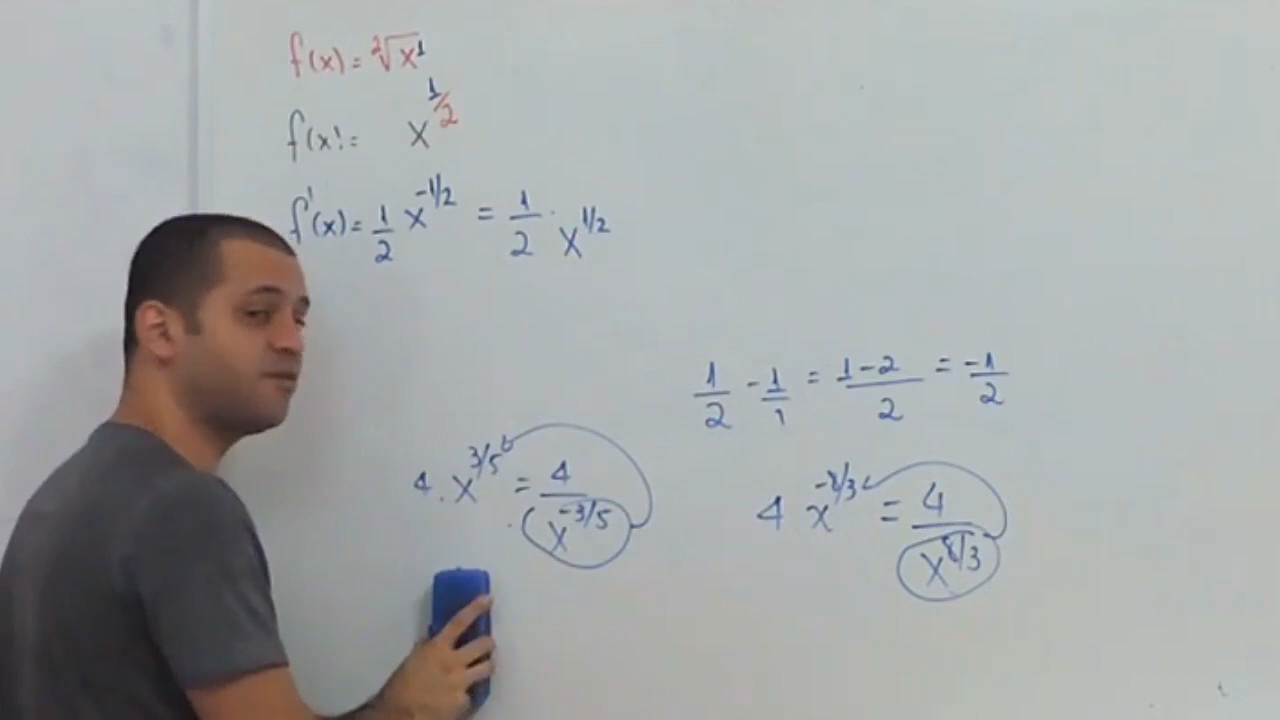 f(x) = ²√x¹
f(x) = x^1/2
f'(x) = 1/2 x^-1/2 = 1/2 · x^1/2
1/2 - 1/1 = 1-2/2 = -1/2
4 · x^3/5 = 4/x^-3/5
4 x^-8/3 = 4/x^8/3